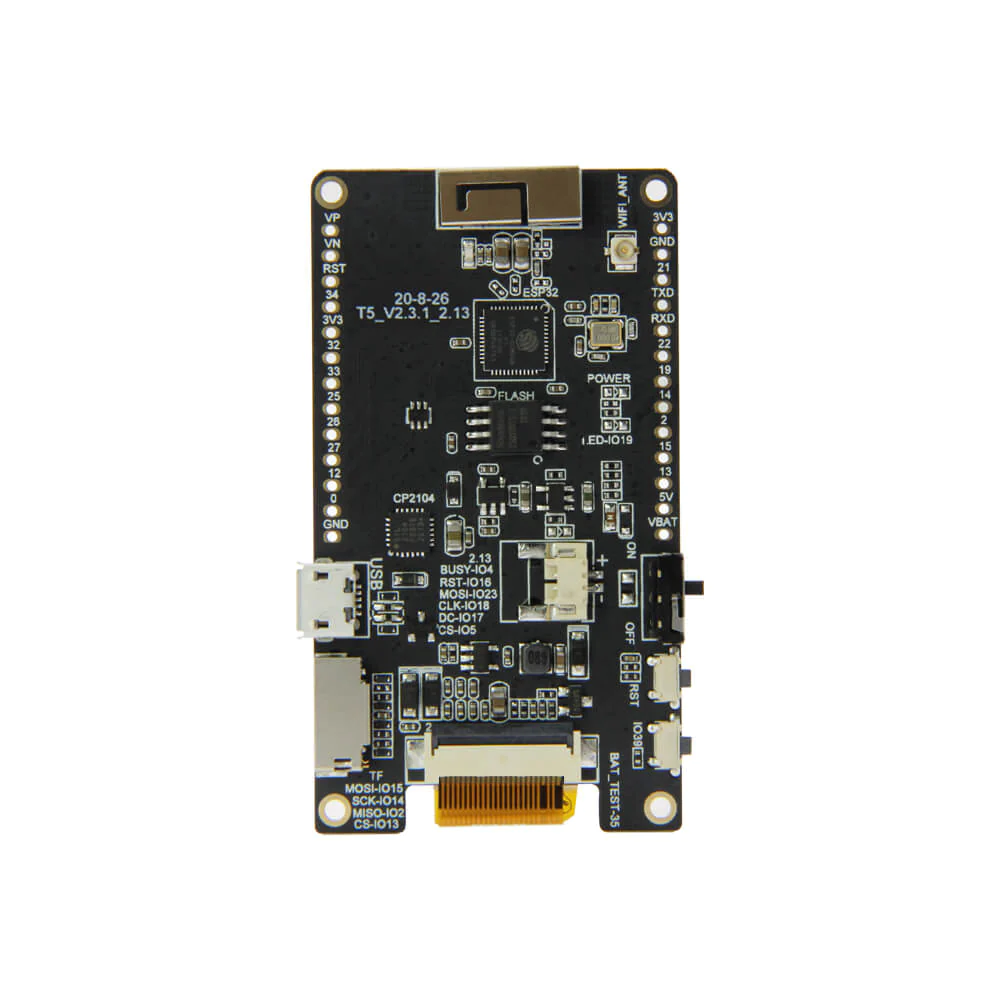 WIFI_ANT
VP
VN
RST
34
3V3
32
33
25
26
27
12
0
GND
3V3
GND
21
TXD
RXD
22
19
14
2
15
13
5V
VBAT
20-8-26
T5_V2.3.1_2.13
ESP32
FLASH
POWER
LED-IO19
CP2104
USB
2.13
BUSY-IO4
RST-IO16
MOSI-IO23
CLK-IO18
DC-IO17
CS-IO5
+
-
ON
OFF
RST
IO39
089
2
TF
MOSI-IO15
SCK-IO14
MISO-IO2
CS-IO13
BAT_TEST-35